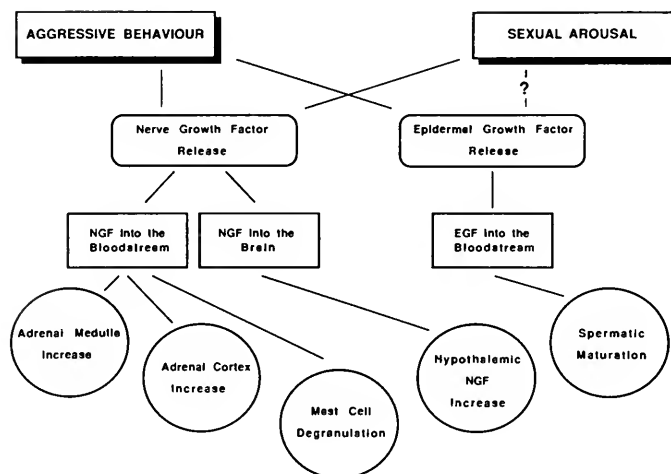 AGGRESSIVE BEHAVIOUR
SEXUAL AROUSAL
?
Nerve Growth Factor
Release
Epidermal Growth Factor
Release
NGF Into the
Bloodstream
NGF Into the
Brain
EGF Into the
Bloodstream
Adrenal Medulla
Increase
Adrenal Cortex
Increase
Mast Cell
Degranulation
Hypothalamic
NGF
Increase
Spermatic
Maturation